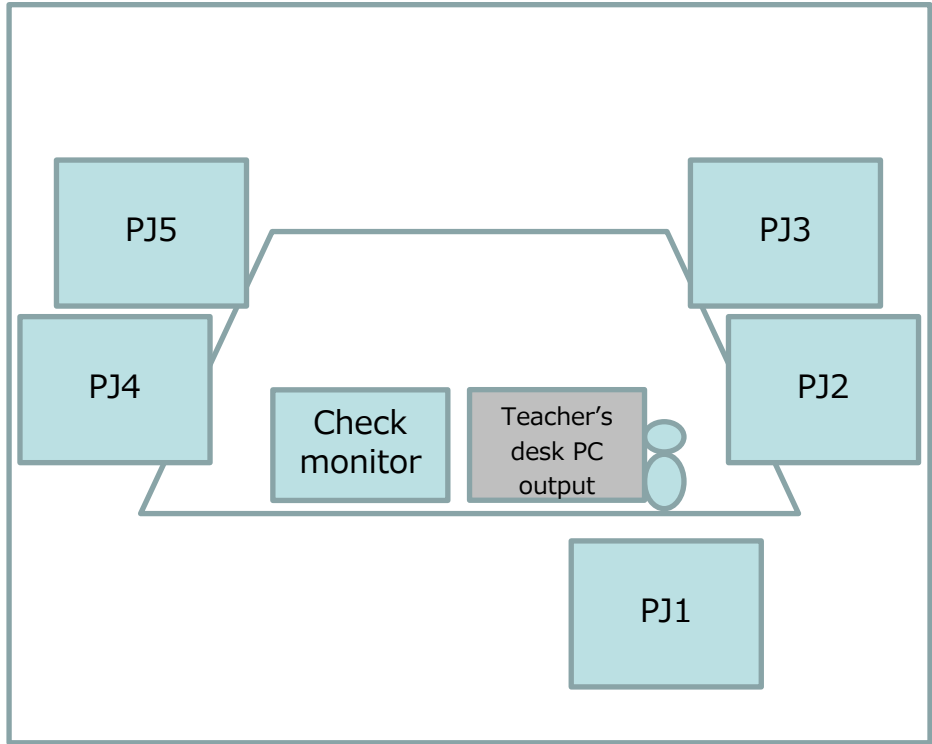 PJ5
PJ3
PJ4
PJ2
Check
monitor
Teacher’s
desk PC
output
PJ1